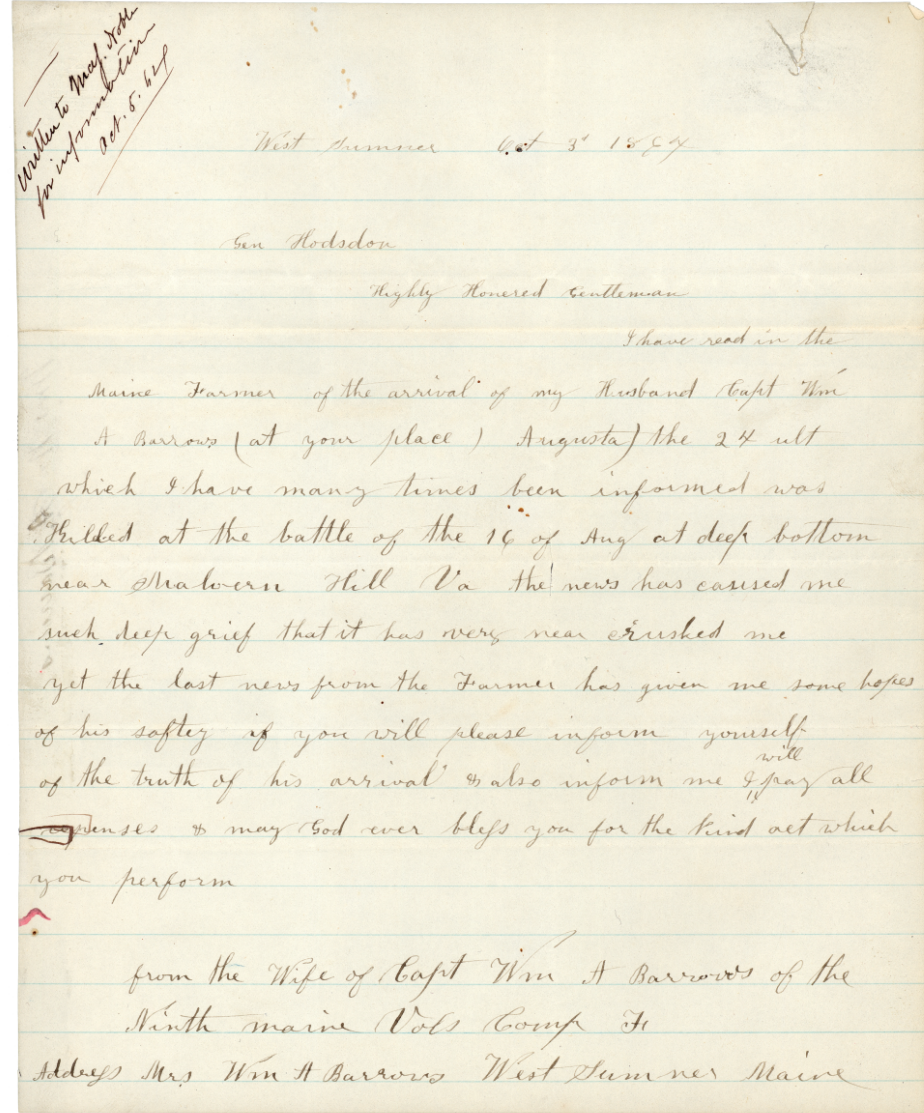 Written to Maj. Noble
for information
Oct. 5. 64
West Sumner Oct 3d 1864
Gen Hodsdon
Highly Honered Gentleman
I have read in the
Maine Farmer of the arrival of my Husband Capt Wm
A Barrows (at your place) Augusta) the 24 ult
which I have many times been informed was
Killed at the battle of the 16 of Aug at deep bottom
near Malvern Hill Va the news has caused me
such deep grief that it has very near crushed me
yet the last news from the Farmer has given me some hopes
of his saftey if you will please inform yourself
of the truth of his arrival & also inform me I will pay all
expenses & may God ever bless you for the kind act which
you perform
from the Wife of Capt Wm A Barrows of the
Ninth maine Vols Comp F
Address Mrs Wm A Barrows West Sumner Maine